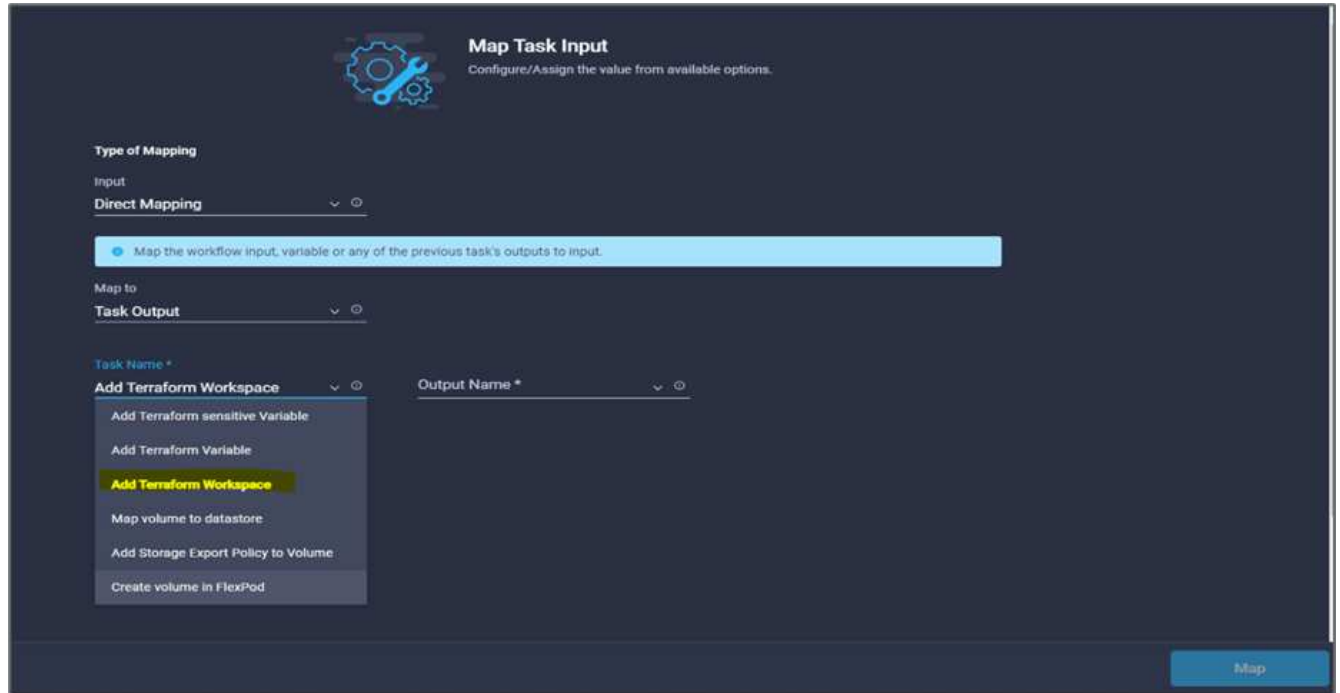 Map Task Input
Configure/Assign the value from available options.
Type of Mapping
Input
Direct Mapping
Map the workflow input, variable or any of the previous task's outputs to input.
Map to
Task Output
Task Name *
Add Terraform Workspace
Output Name *
Add Terraform sensitive Variable
Add Terraform Variable
Add Terraform Workspace
Map volume to datastore
Add Storage Export Policy to Volume
Create volume in FlexPod
Map